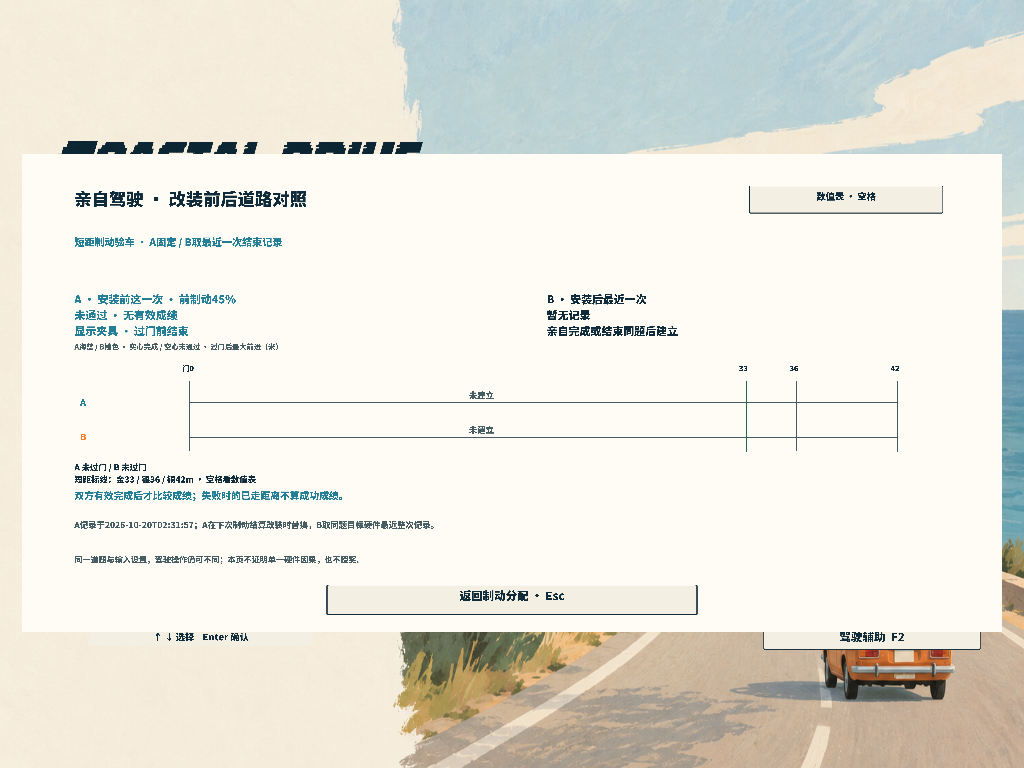 COASTAL DRIVE
亲自驾驶 · 改装前后道路对照
数值表 · 空格
短距制动验车 · A固定 / B取最近一次结束记录
A · 安装前这一次 · 前制动45%
未通过 · 无有效成绩
显示夹具 · 过门前结束
B · 安装后最近一次
暂无记录
亲自完成或结束同题后建立
A海蓝 / B橙色 · 实心完成 / 空心未通过 · 过门后最大前进（米）
门0
33
36
42
A
未建立
B
未建立
A 未过门 / B 未过门
短距标线：金33 / 银36 / 铜42m · 空格看数值表
双方有效完成后才比较成绩；失败时的已走距离不算成功成绩。
A记录于2026-10-20T02:31:57；A在下次制动结算改装时替换，B取同题目标硬件最近整次记录。
同一道题与输入设置，驾驶操作仍可不同；本页不证明单一硬件因果，也不颁奖。
返回制动分配 · Esc
↑ ↓ 选择 Enter 确认
驾驶辅助 F2